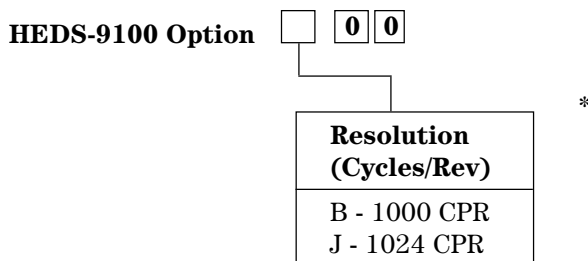 HEDS-9100 Option 0 0
*
Resolution
(Cycles/Rev)
B - 1000 CPR
J - 1024 CPR